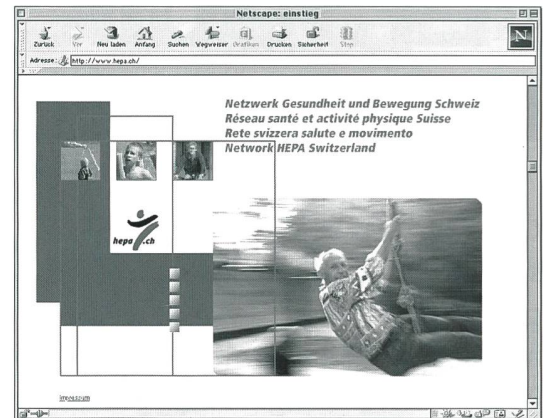 Netscape: einstieg
Zurück Vor Neu laden Anfang Suchen Wegweiser Grafiken Drucken Sicherheit Stop
N
Adresse: http://www.hepa.ch/
Netzwerk Gesundheit und Bewegung Schweiz
Réseau santé et activité physique Suisse
Rete svizzera salute e movimento
Network HEPA Switzerland
hepa.ch
impressum